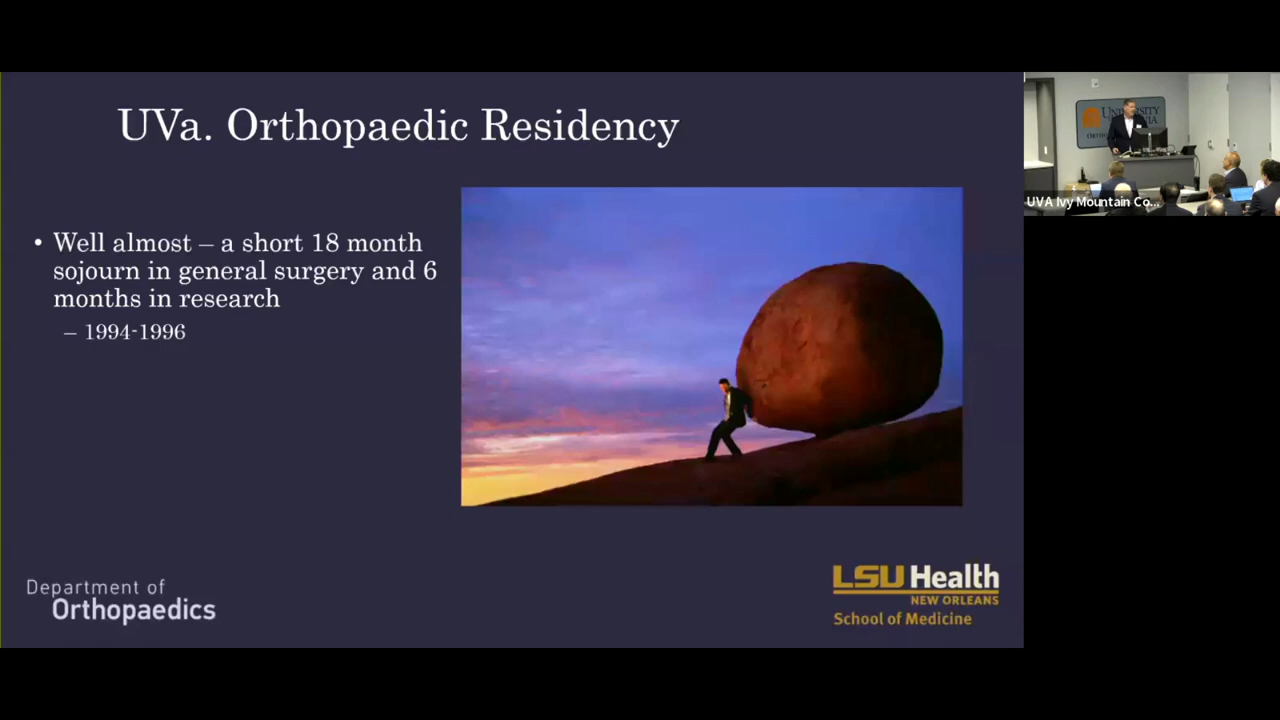 UVa. Orthopaedic Residency
• Well almost – a short 18 month
sojourn in general surgery and 6
months in research
– 1994-1996
Department of
Orthopaedics
LSU Health
NEW ORLEANS
School of Medicine
UVA Ivy Mountain Co...